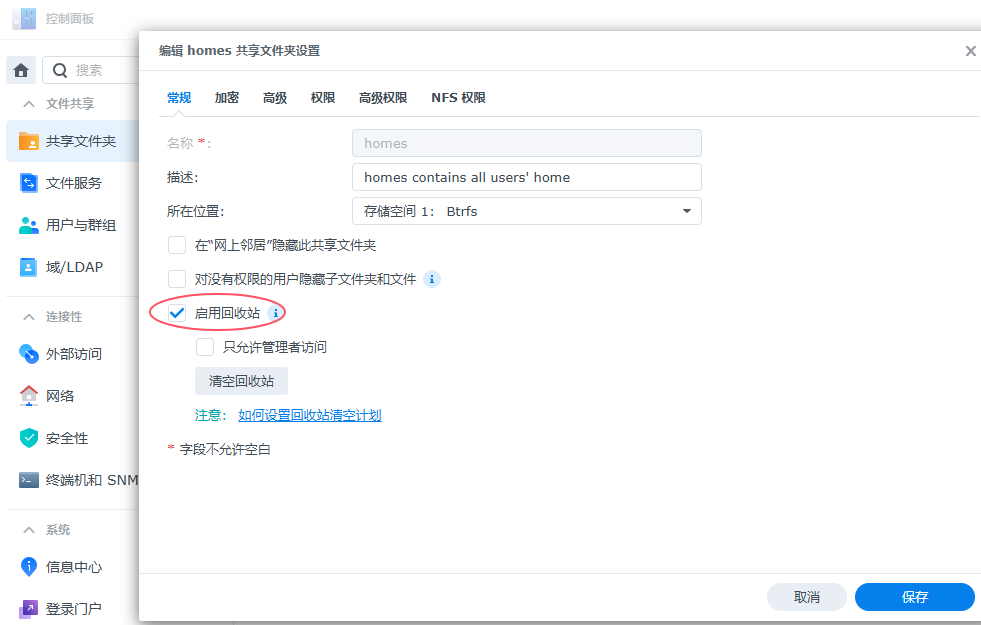 控制面板
搜索
文件共享
共享文件夹
文件服务
用户与群组
域/LDAP
连接性
外部访问
网络
安全性
终端机和 SNM
系统
信息中心
登录门户
编辑 homes 共享文件夹设置
常规 加密 高级 权限 高级权限 NFS 权限
名称 *: homes
描述: homes contains all users' home
所在位置: 存储空间 1: Btrfs
在“网上邻居”隐藏此共享文件夹
对没有权限的用户隐藏子文件夹和文件
启用回收站
只允许管理者访问
清空回收站
注意: 如何设置回收站清空计划
* 字段不允许空白
取消 保存